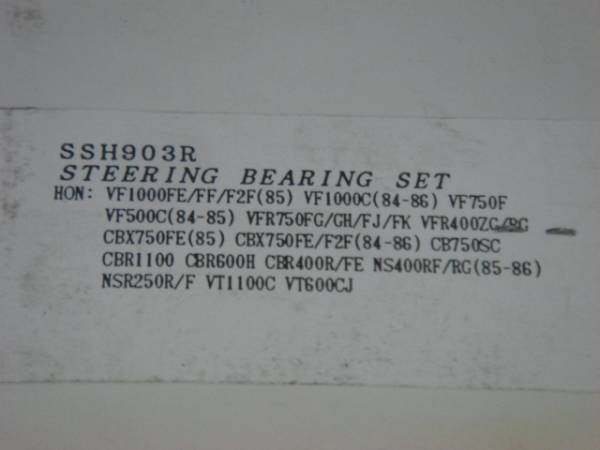 SSH903R
STEERING BEARING SET
HON: VF1000FE/FF/F2F(85) VF1000C(84-86) VF750F
VF500C(84-85) VFR750FG/GH/FJ/FK VFR400ZG/RG
CBX750FE(85) CBX750FE/F2F(84-86) CB750SC
CBR1100 CBR600H CBR400R/FE NS400RF/RG(85-86)
NSR250R/F VT1100C VT600CJ